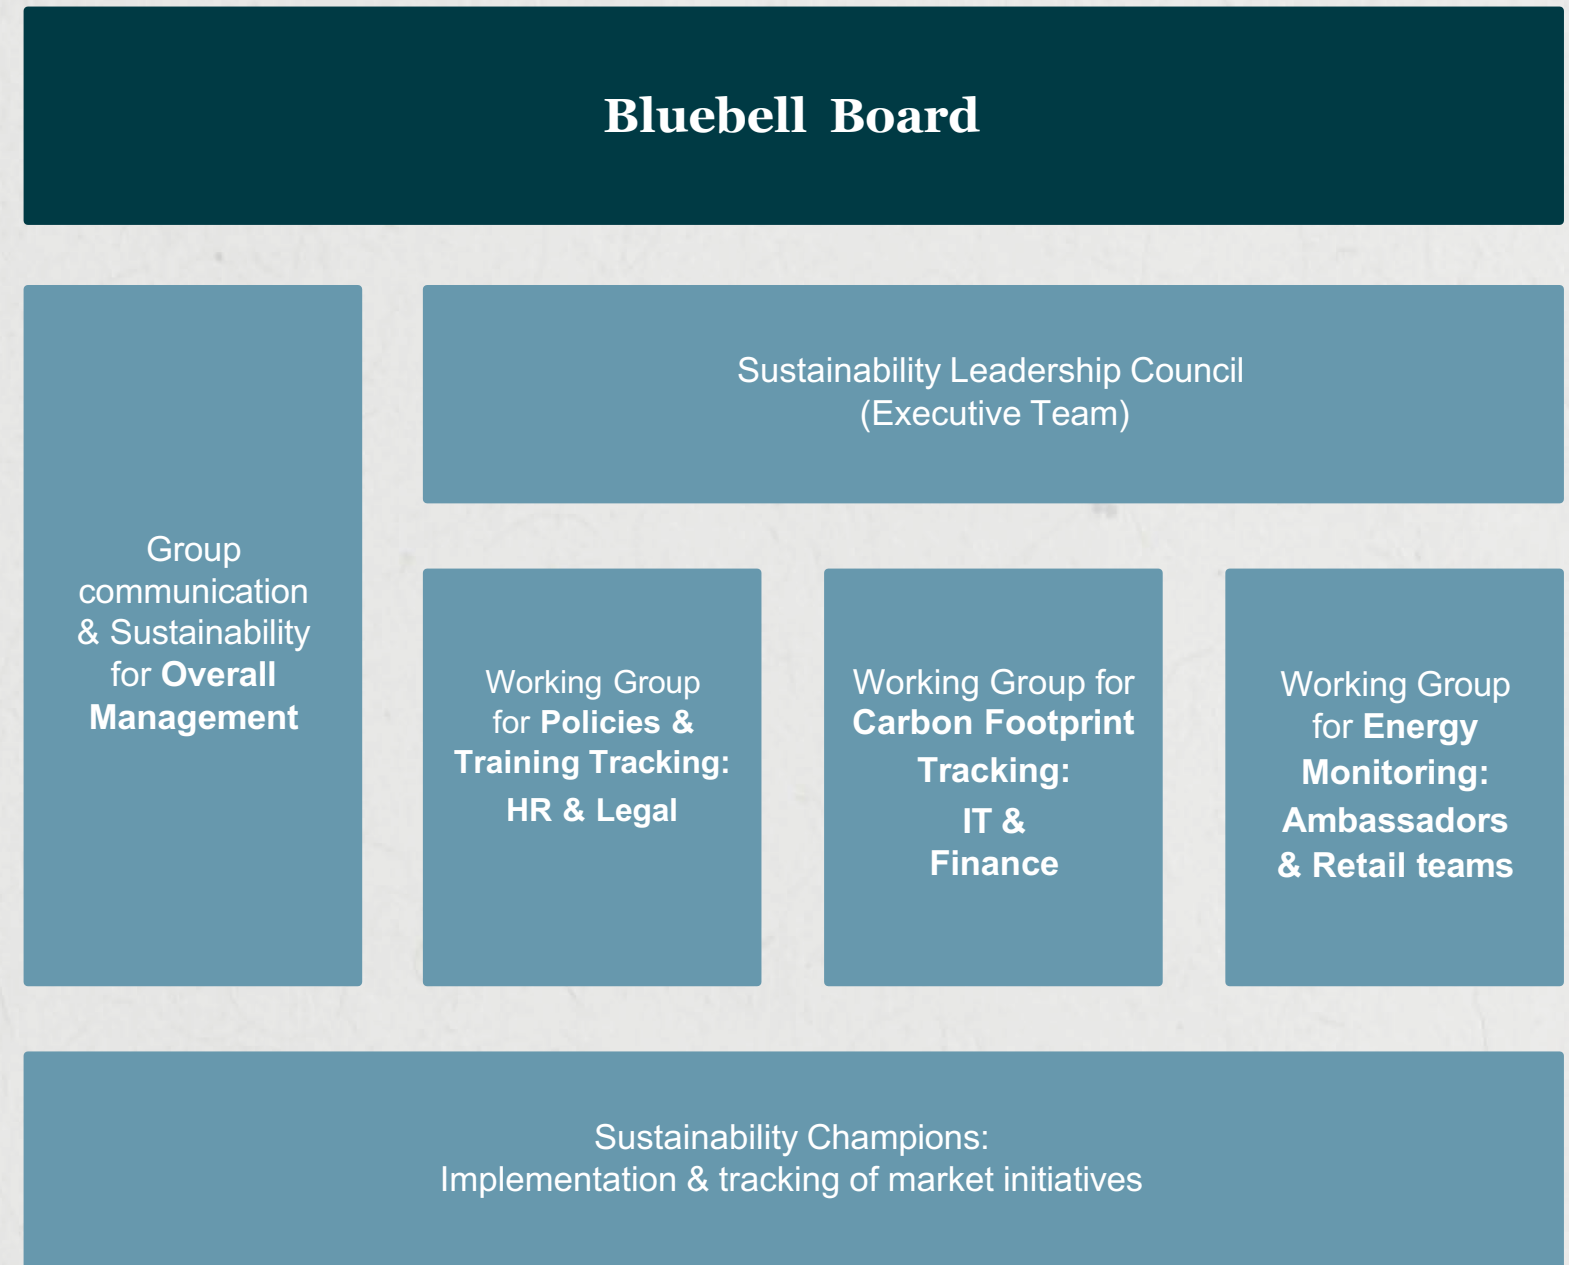 Bluebell Board
Sustainability Leadership Council
(Executive Team)
Group
communication
& Sustainability
for Overall
Management
Working Group
for Policies &
Training Tracking:
HR & Legal
Working Group for
Carbon Footprint
Tracking:
IT &
Finance
Working Group
for Energy
Monitoring:
Ambassadors
& Retail teams
Sustainability Champions:
Implementation & tracking of market initiatives